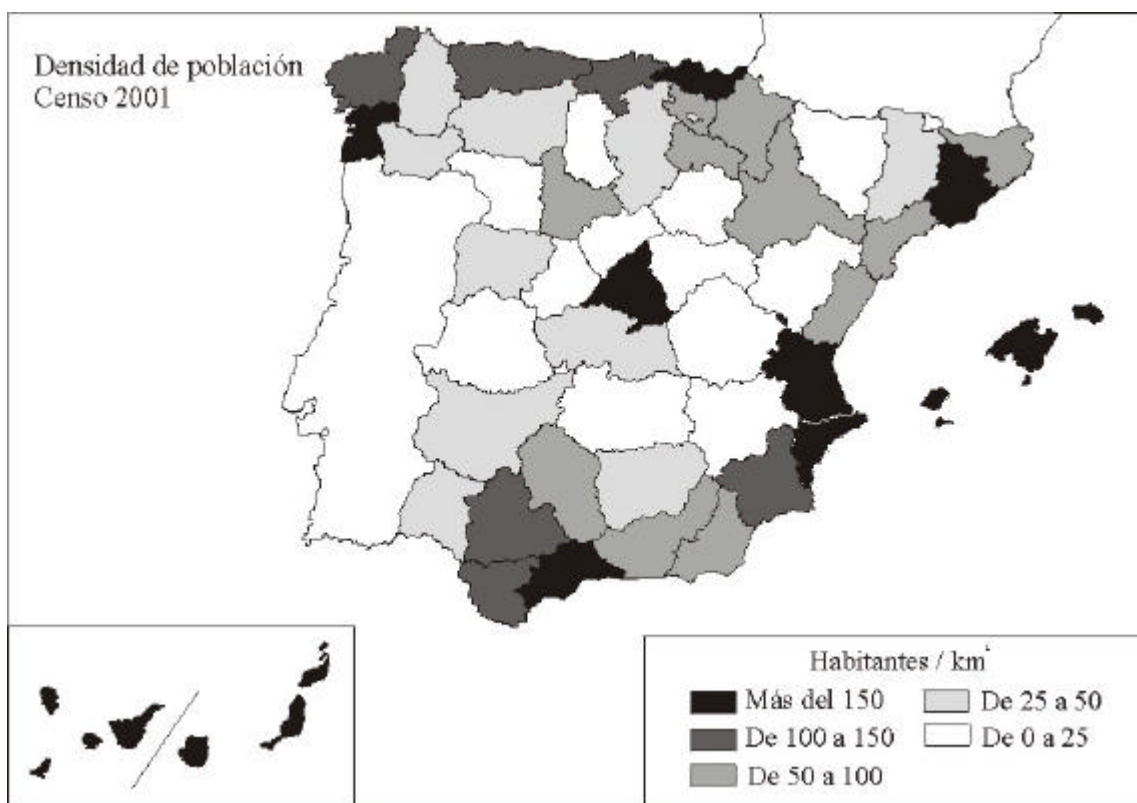 Densidad de población
Censo 2001
Habitantes / km²
Más del 150
De 100 a 150
De 50 a 100
De 25 a 50
De 0 a 25